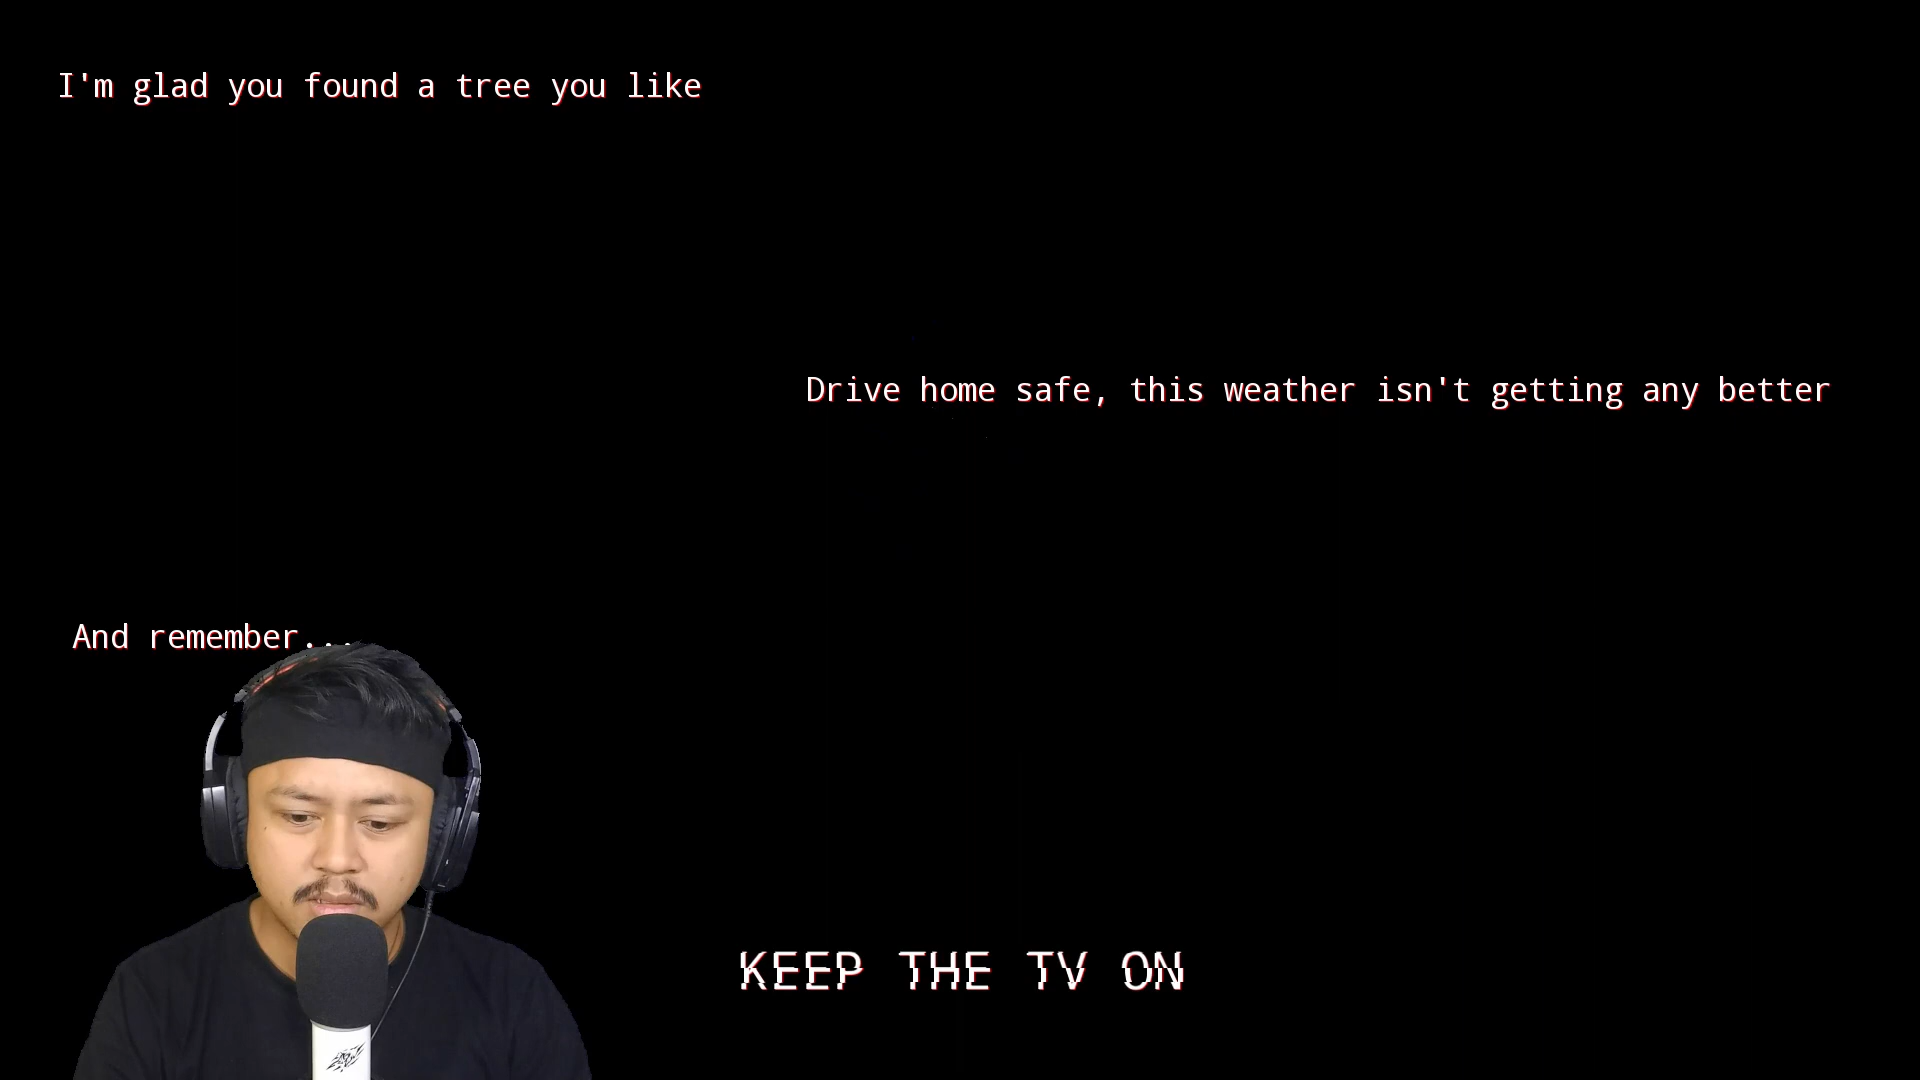 I'm glad you found a tree you like
Drive home safe, this weather isn't getting any better
And remember...
KEEP THE TV ON